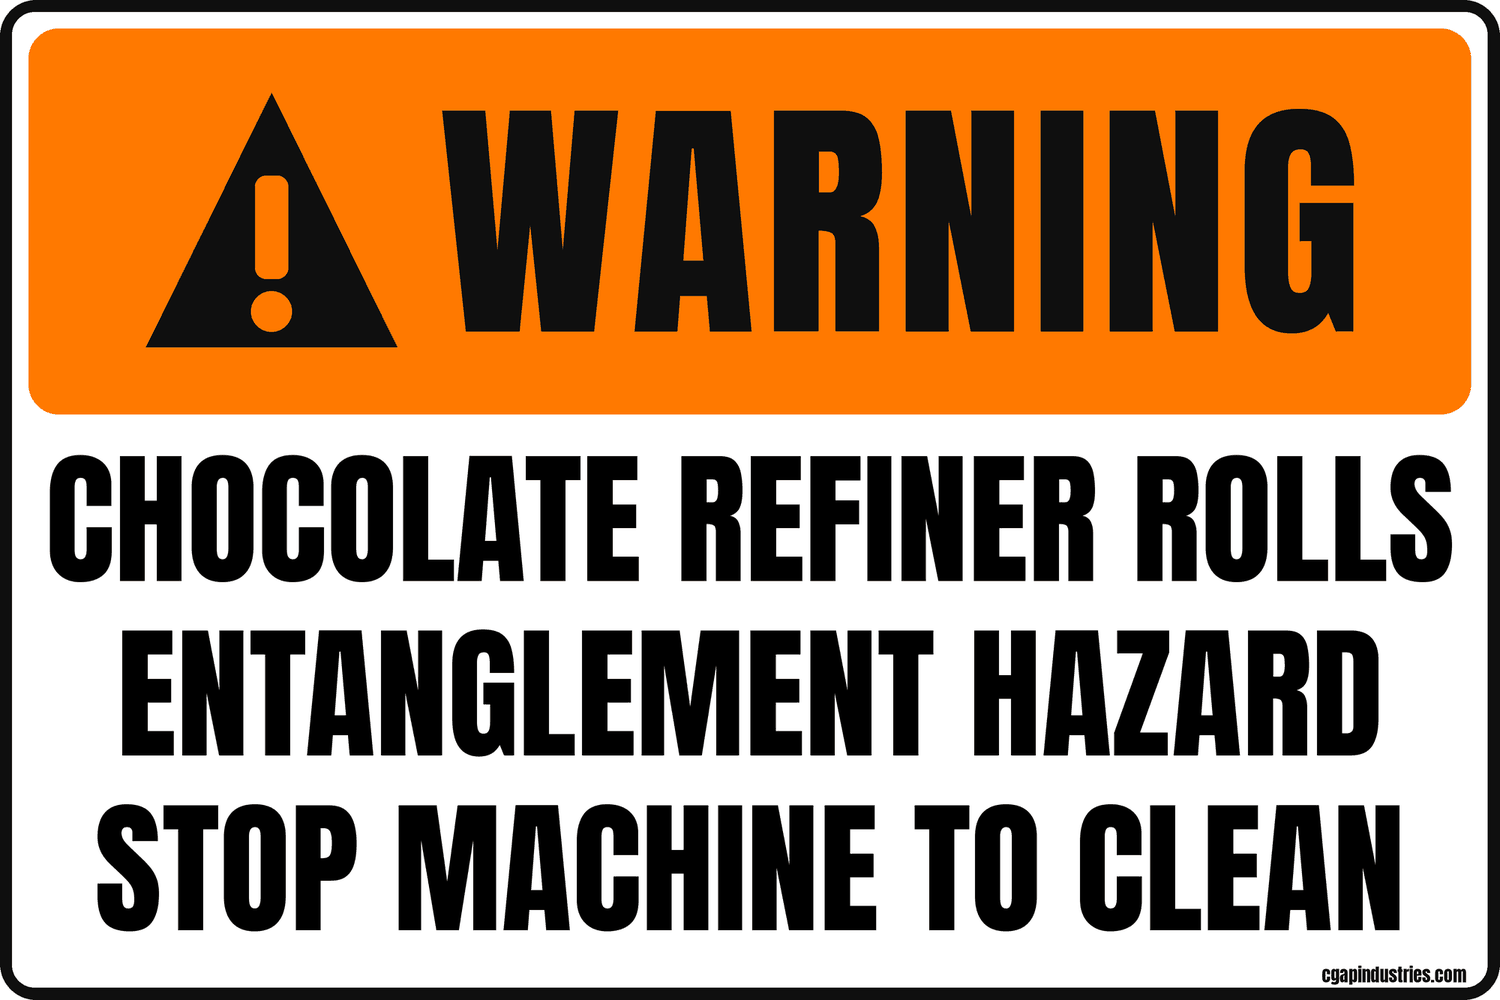 WARNING
CHOCOLATE REFINER ROLLS
ENTANGLEMENT HAZARD
STOP MACHINE TO CLEAN
cgapindustries.com